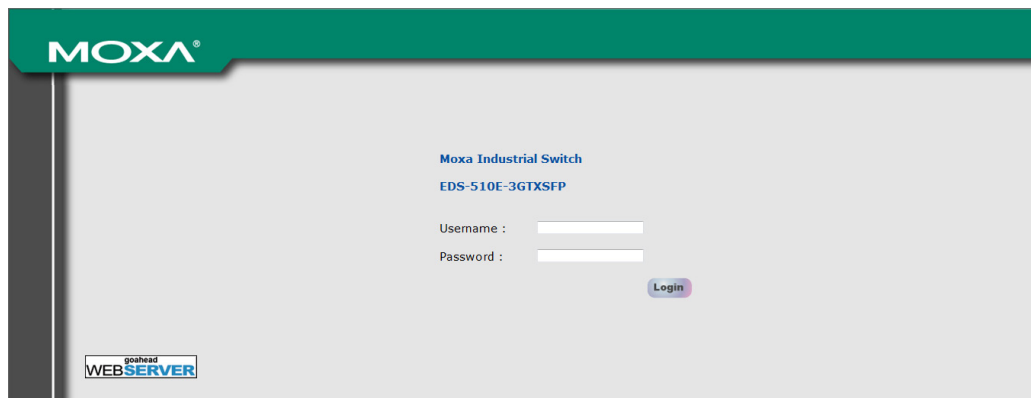 MOXA®
Moxa Industrial Switch
EDS-510E-3GTXSFP
Username :
Password :
Login
goahead
WEBSERVER